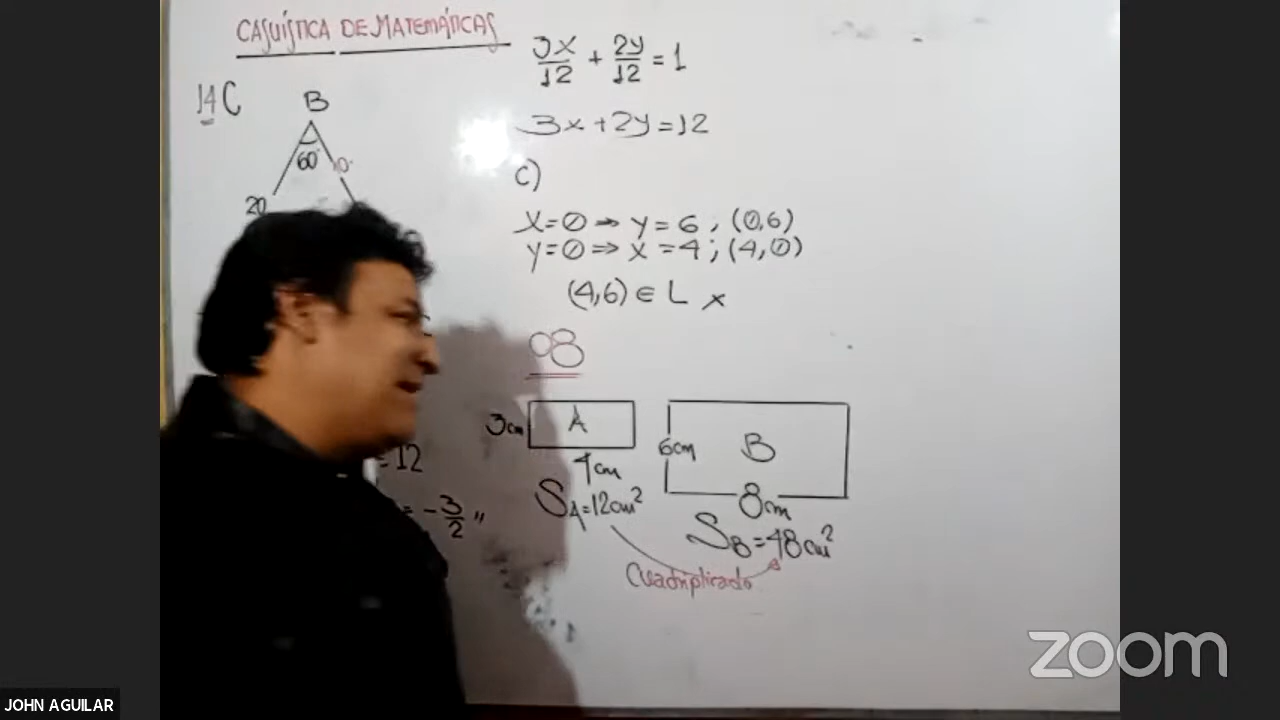 CASUÍSTICA DE MATEMÁTICAS
14C
B
60°
20
3x/12 + 2y/12 = 1
3x+2y=12
c)
x=0 → y=6 ; (0,6)
y=0 ⇒ x=4 ; (4,0)
(4,6) ∈ L x
=12
= -3/2 "
08
3cm
A
4cm
S_A=12cm²
6cm
B
8cm
S_B=48cm²
Cuadriplicado
zoom
JOHN AGUILAR